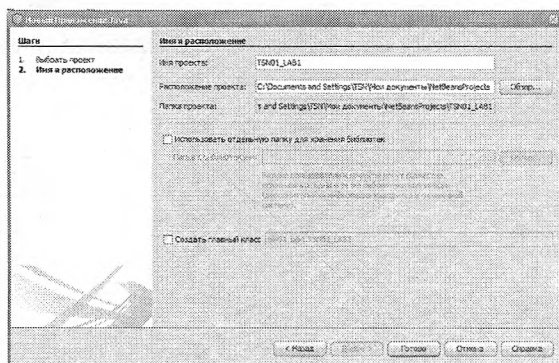 Новый Приложение Java
Шаги
1. Выбрать проект
2. Имя и расположение
Имя и расположение
Имя проекта: TSN01_LAB1
Расположение проекта: C:\Documents and Settings\TSN\Мои документы\NetBeansProjects Обзор...
Папка проекта: s and Settings\TSN\Мои документы\NetBeansProjects\TSN01_LAB1
Использовать отдельную папку для хранения библиотек
Создать главный класс
< Назад Готово Отмена Справка